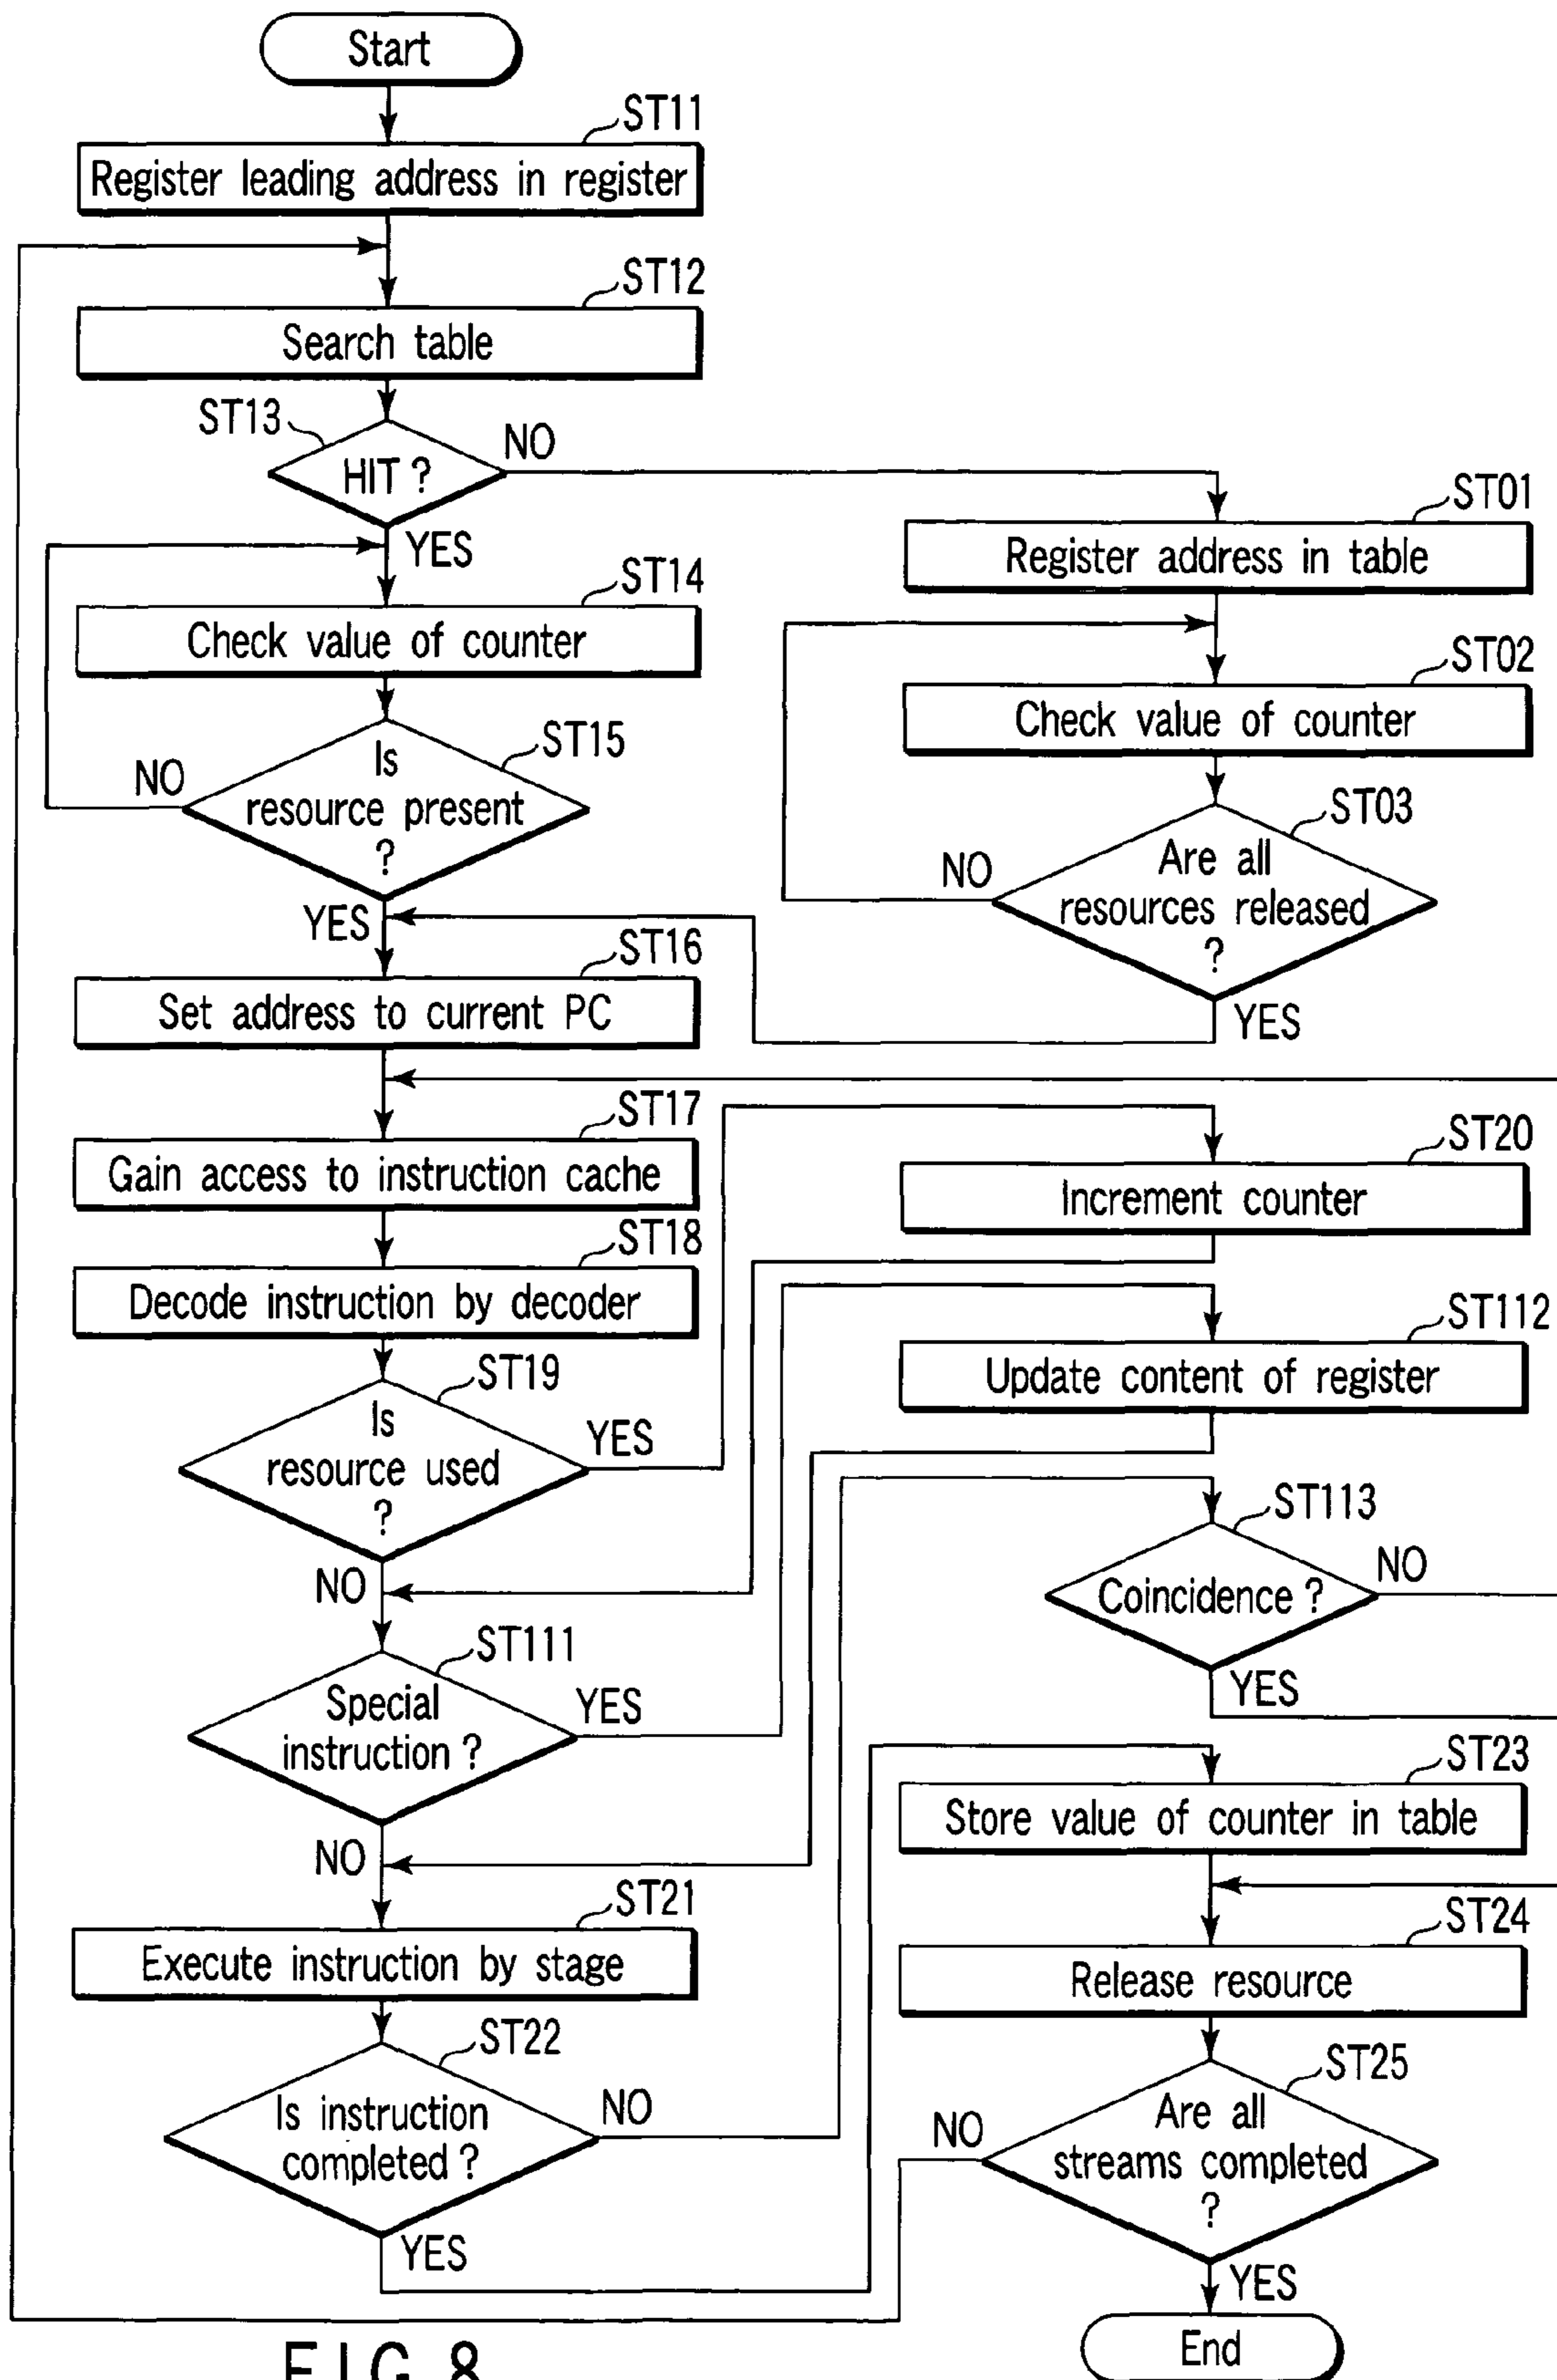 Start
ST11
Register leading address in register
ST12
Search table
ST13
HIT ?
NO
YES
ST01
Register address in table
ST14
Check value of counter
ST02
Check value of counter
ST15
Is
resource present
?
NO
YES
ST03
Are all
resources released
?
NO
YES
ST16
Set address to current PC
ST17
Gain access to instruction cache
ST20
Increment counter
ST18
Decode instruction by decoder
ST112
Update content of register
ST19
Is
resource used
?
YES
NO
ST113
Coincidence ?
NO
YES
ST111
Special
instruction ?
YES
NO
ST23
Store value of counter in table
ST21
Execute instruction by stage
ST24
Release resource
ST22
Is instruction
completed ?
NO
YES
ST25
Are all
streams completed
?
NO
YES
End
FIG. 8